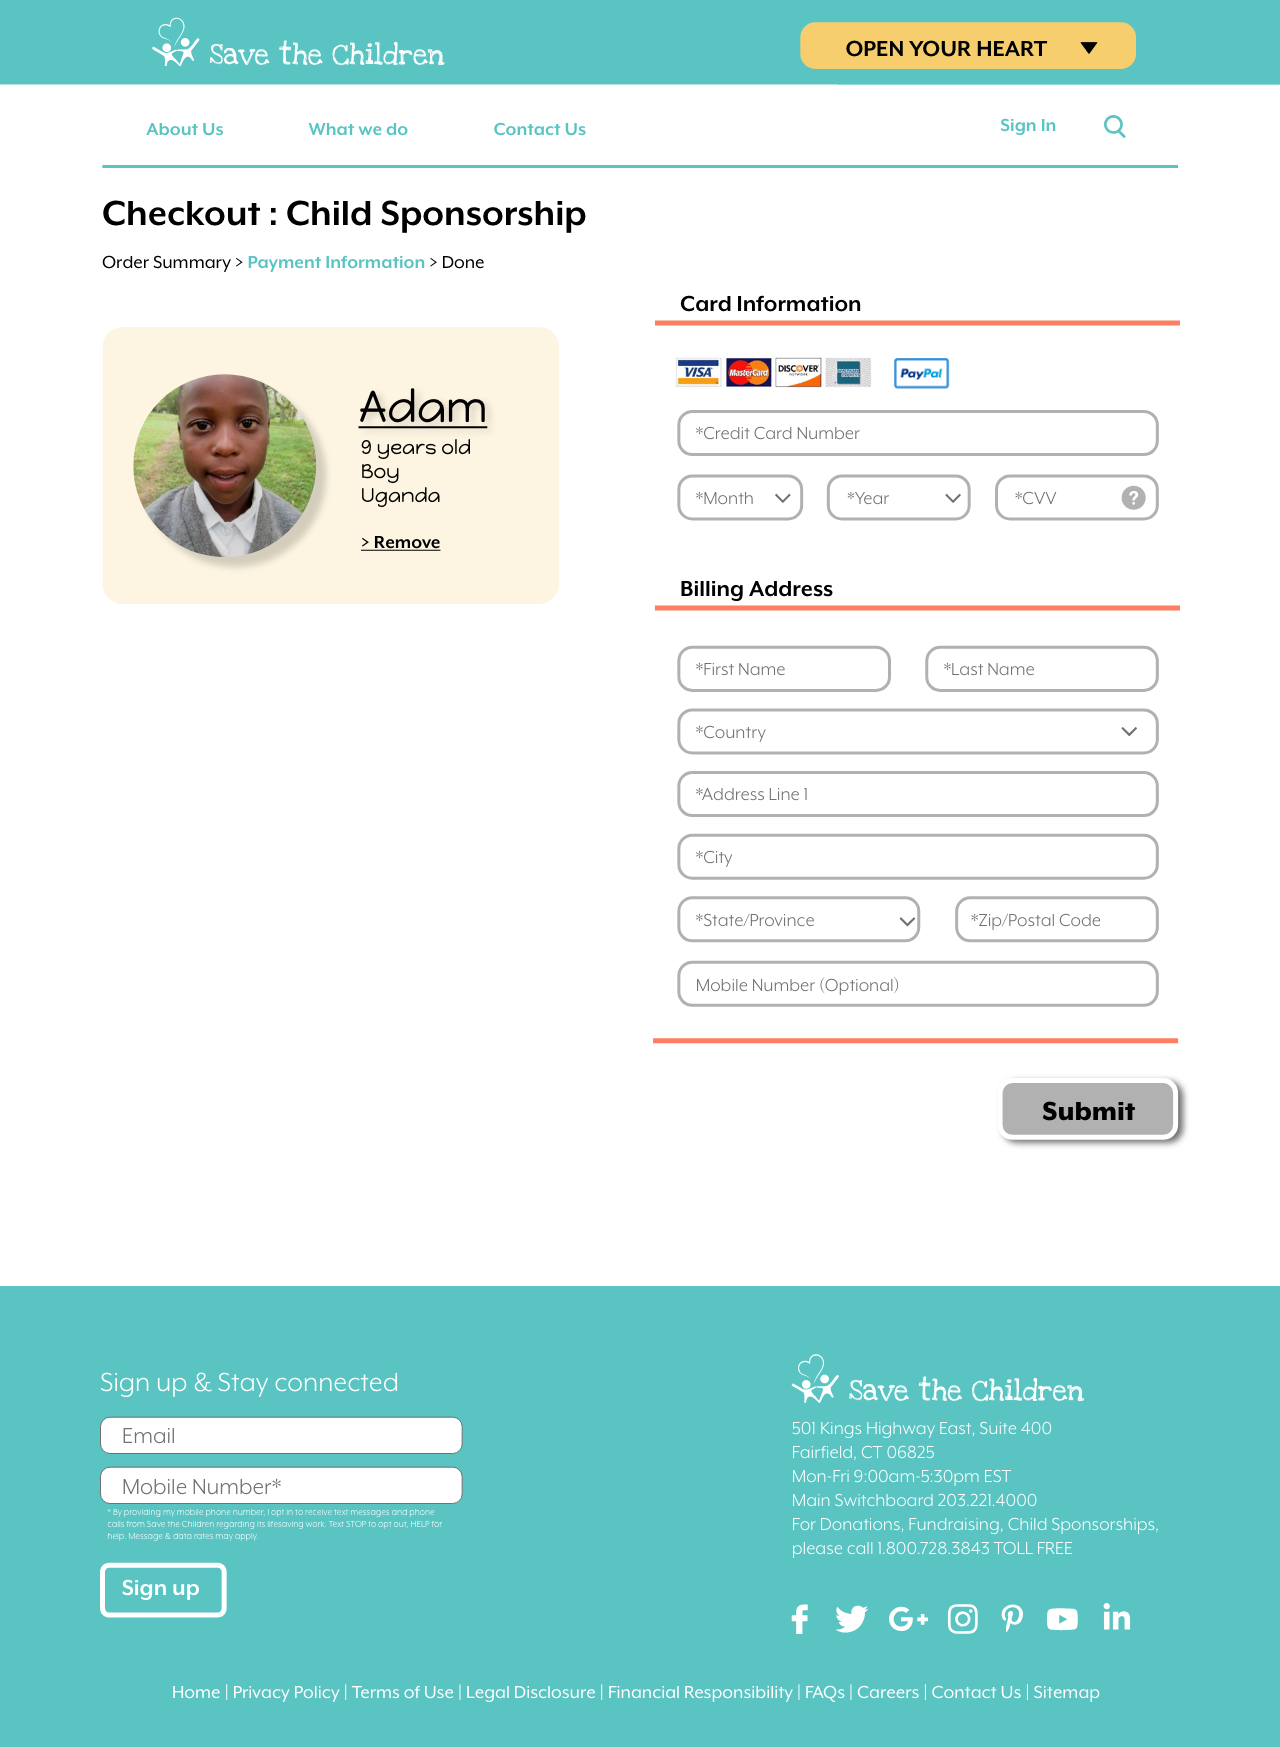 Save the Children
OPEN YOUR HEART
About Us
What we do
Contact Us
Sign In
Checkout : Child Sponsorship
Order Summary > Payment Information > Done
Adam
9 years old
Boy
Uganda
> Remove
Card Information
VISA
MasterCard
DISCOVER
NETWORK
PayPal
*Credit Card Number
*Month
*Year
*CVV
?
Billing Address
*First Name
*Last Name
*Country
*Address Line 1
*City
*State/Province
*Zip/Postal Code
Mobile Number (Optional)
Submit
Sign up & Stay connected
Email
Mobile Number*
* By providing my mobile phone number, I opt in to receive text messages and phone
calls from Save the Children regarding its lifesaving work. Text STOP to opt out, HELP for
help. Message & data rates may apply.
Sign up
Save the Children
501 Kings Highway East, Suite 400
Fairfield, CT 06825
Mon-Fri 9:00am-5:30pm EST
Main Switchboard 203.221.4000
For Donations, Fundraising, Child Sponsorships,
please call 1.800.728.3843 TOLL FREE
Home | Privacy Policy | Terms of Use | Legal Disclosure | Financial Responsibility | FAQs | Careers | Contact Us | Sitemap